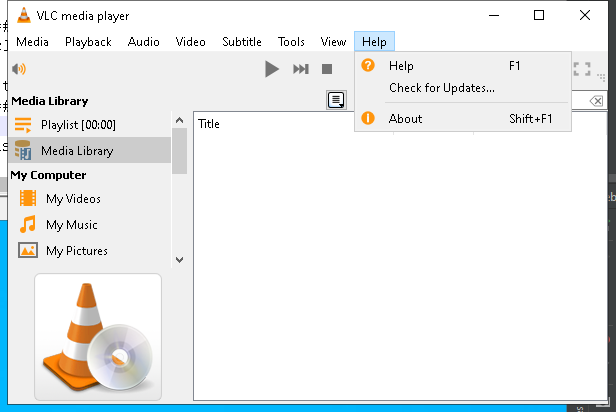 VLC media player
Media Playback Audio Video Subtitle Tools View Help
Help F1
Check for Updates...
About Shift+F1
Media Library
Playlist [00:00]
Media Library
My Computer
My Videos
My Music
My Pictures
Title